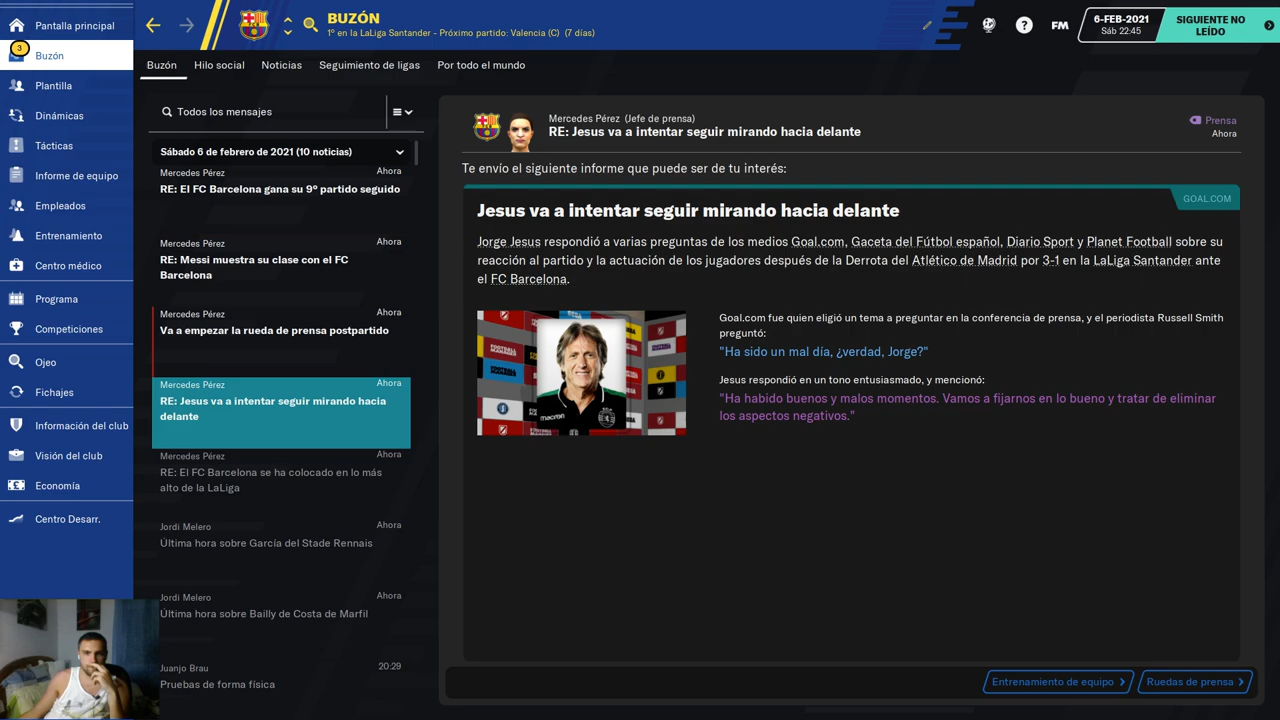 Pantalla principal
3
Buzón
Plantilla
Dinámicas
Tácticas
Informe de equipo
Empleados
Entrenamiento
Centro médico
Programa
Competiciones
Ojeo
Fichajes
Información del club
Visión del club
Economía
Centro Desarr.
BUZÓN
1º en la LaLiga Santander - Próximo partido: Valencia (C) (7 días)
?
FM
6-FEB-2021
Sáb 22:45
SIGUIENTE NO
LEÍDO
Buzón Hilo social Noticias Seguimiento de ligas Por todo el mundo
Todos los mensajes
Sábado 6 de febrero de 2021 (10 noticias)
Mercedes Pérez Ahora
RE: El FC Barcelona gana su 9º partido seguido
Mercedes Pérez Ahora
RE: Messi muestra su clase con el FC
Barcelona
Mercedes Pérez Ahora
Va a empezar la rueda de prensa postpartido
Mercedes Pérez Ahora
RE: Jesus va a intentar seguir mirando hacia
delante
Mercedes Pérez Ahora
RE: El FC Barcelona se ha colocado en lo más
alto de la LaLiga
Jordi Melero Ahora
Última hora sobre García del Stade Rennais
Jordi Melero Ahora
Última hora sobre Bailly de Costa de Marfil
Juanjo Brau 20:29
Pruebas de forma física
Mercedes Pérez (Jefe de prensa)
RE: Jesus va a intentar seguir mirando hacia delante
Prensa
Ahora
Te envío el siguiente informe que puede ser de tu interés:
GOAL.COM
Jesus va a intentar seguir mirando hacia delante
Jorge Jesus respondió a varias preguntas de los medios Goal.com, Gaceta del Fútbol español, Diario Sport y Planet Football sobre su
reacción al partido y la actuación de los jugadores después de la Derrota del Atlético de Madrid por 3-1 en la LaLiga Santander ante
el FC Barcelona.
macron
Goal.com fue quien eligió un tema a preguntar en la conferencia de prensa, y el periodista Russell Smith
preguntó:
"Ha sido un mal día, ¿verdad, Jorge?"
Jesus respondió en un tono entusiasmado, y mencionó:
"Ha habido buenos y malos momentos. Vamos a fijarnos en lo bueno y tratar de eliminar
los aspectos negativos."
Entrenamiento de equipo
Ruedas de prensa